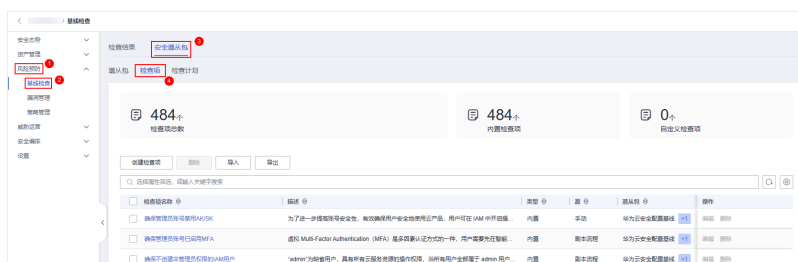 / 基线检查
安全态势
资产管理
风险预防
1
基线检查
2
漏洞管理
策略管理
威胁运营
安全编排
设置
检查结果
安全遵从包
3
遵从包
检查项
检查计划
4
484个
检查项总数
484个
内置检查项
0个
自定义检查项
创建检查项
删除
导入
导出
选择属性筛选，或输入关键字搜索
检查项名称
描述
类型
源
遵从包
操作
确保管理员账号禁用AK/SK
为了进一步提高账号安全性，有效确保用户安全地使用云产品，用户可在 IAM 中开启操...
内置
手动
华为云安全配置基线
+1
编辑 删除
确保管理员账号已启用MFA
虚拟 Multi-Factor Authentication（MFA）是多因素认证方式的一种，用户需要先在智能...
内置
剧本流程
华为云安全配置基线
+1
编辑 删除
确保不创建非管理员权限的IAM用户
"admin"为缺省用户，具有所有云服务资源的操作权限，当所有用户全部属于 admin 用户...
内置
剧本流程
华为云安全配置基线
+1
编辑 删除